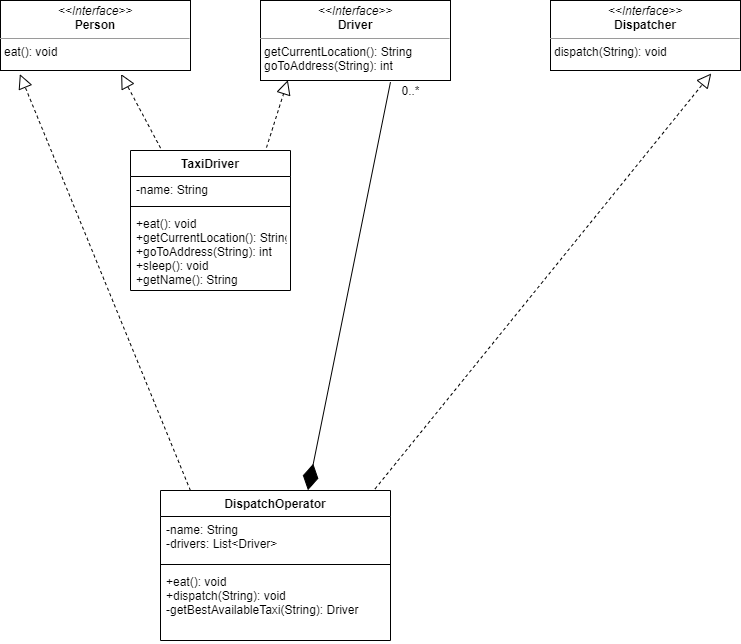 <<Interface>>
Person
eat(): void
<<Interface>>
Driver
getCurrentLocation(): String
goToAddress(String): int
<<Interface>>
Dispatcher
dispatch(String): void
0..*
TaxiDriver
-name: String
+eat(): void
+getCurrentLocation(): String
+goToAddress(String): int
+sleep(): void
+getName(): String
DispatchOperator
-name: String
-drivers: List<Driver>
+eat(): void
+dispatch(String): void
-getBestAvailableTaxi(String): Driver